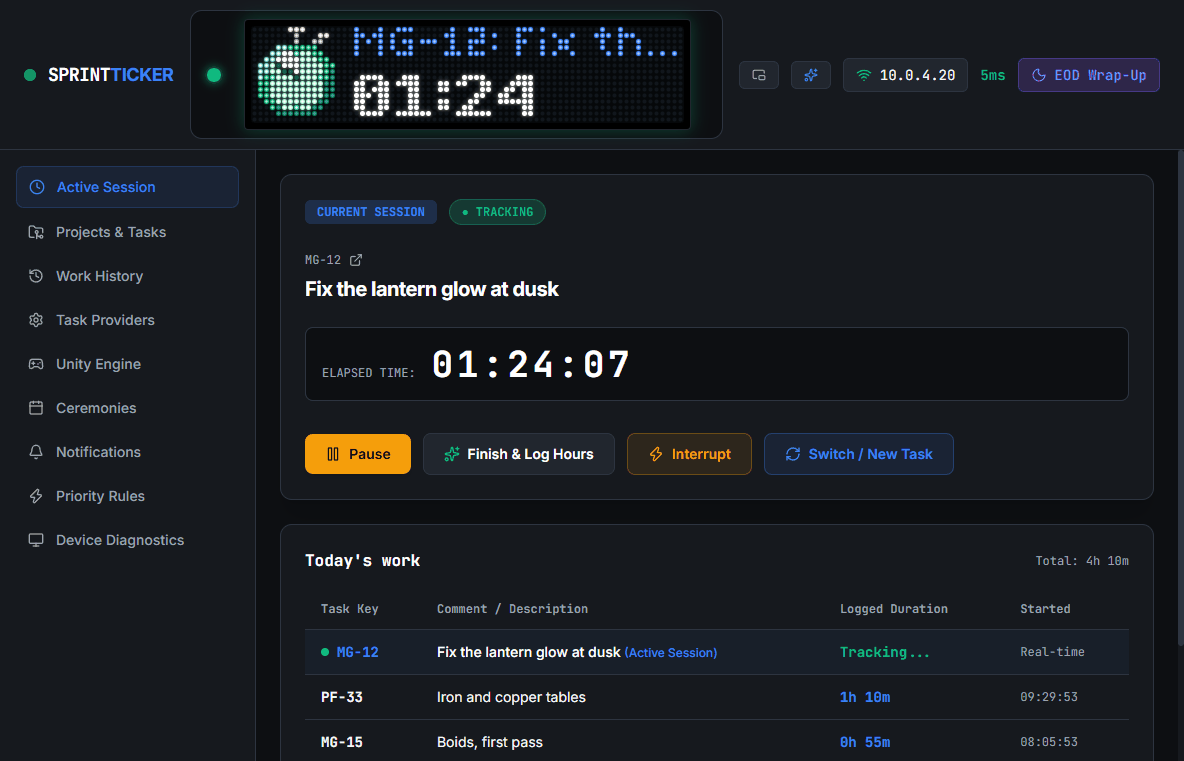 SPRINTTICKER
MG-12: Fix th...
01:24
10.0.4.20
5ms
EOD Wrap-Up
Active Session
Projects & Tasks
Work History
Task Providers
Unity Engine
Ceremonies
Notifications
Priority Rules
Device Diagnostics
CURRENT SESSION
TRACKING
MG-12
Fix the lantern glow at dusk
ELAPSED TIME: 01:24:07
Pause
Finish & Log Hours
Interrupt
Switch / New Task
Today's work
Total: 4h 10m
Task Key Comment / Description Logged Duration Started
MG-12 Fix the lantern glow at dusk (Active Session) Tracking... Real-time
PF-33 Iron and copper tables 1h 10m 09:29:53
MG-15 Boids, first pass 0h 55m 08:05:53